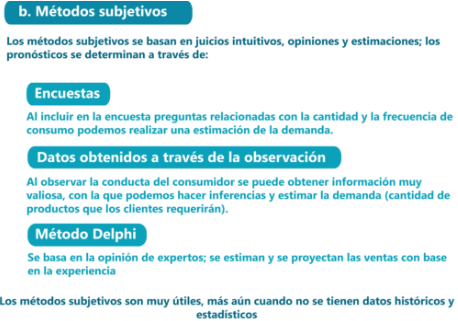 b. Métodos subjetivos
Los métodos subjetivos se basan en juicios intuitivos, opiniones y estimaciones; los
pronósticos se determinan a través de:
Encuestas
Al incluir en la encuesta preguntas relacionadas con la cantidad y la frecuencia de
consumo podemos realizar una estimación de la demanda.
Datos obtenidos a través de la observación
Al observar la conducta del consumidor se puede obtener información muy
valiosa, con la que podemos hacer inferencias y estimar la demanda (cantidad de
productos que los clientes requerirán).
Método Delphi
Se basa en la opinión de expertos; se estiman y se proyectan las ventas con base
en la experiencia
Los métodos subjetivos son muy útiles, más aún cuando no se tienen datos históricos y
estadísticos